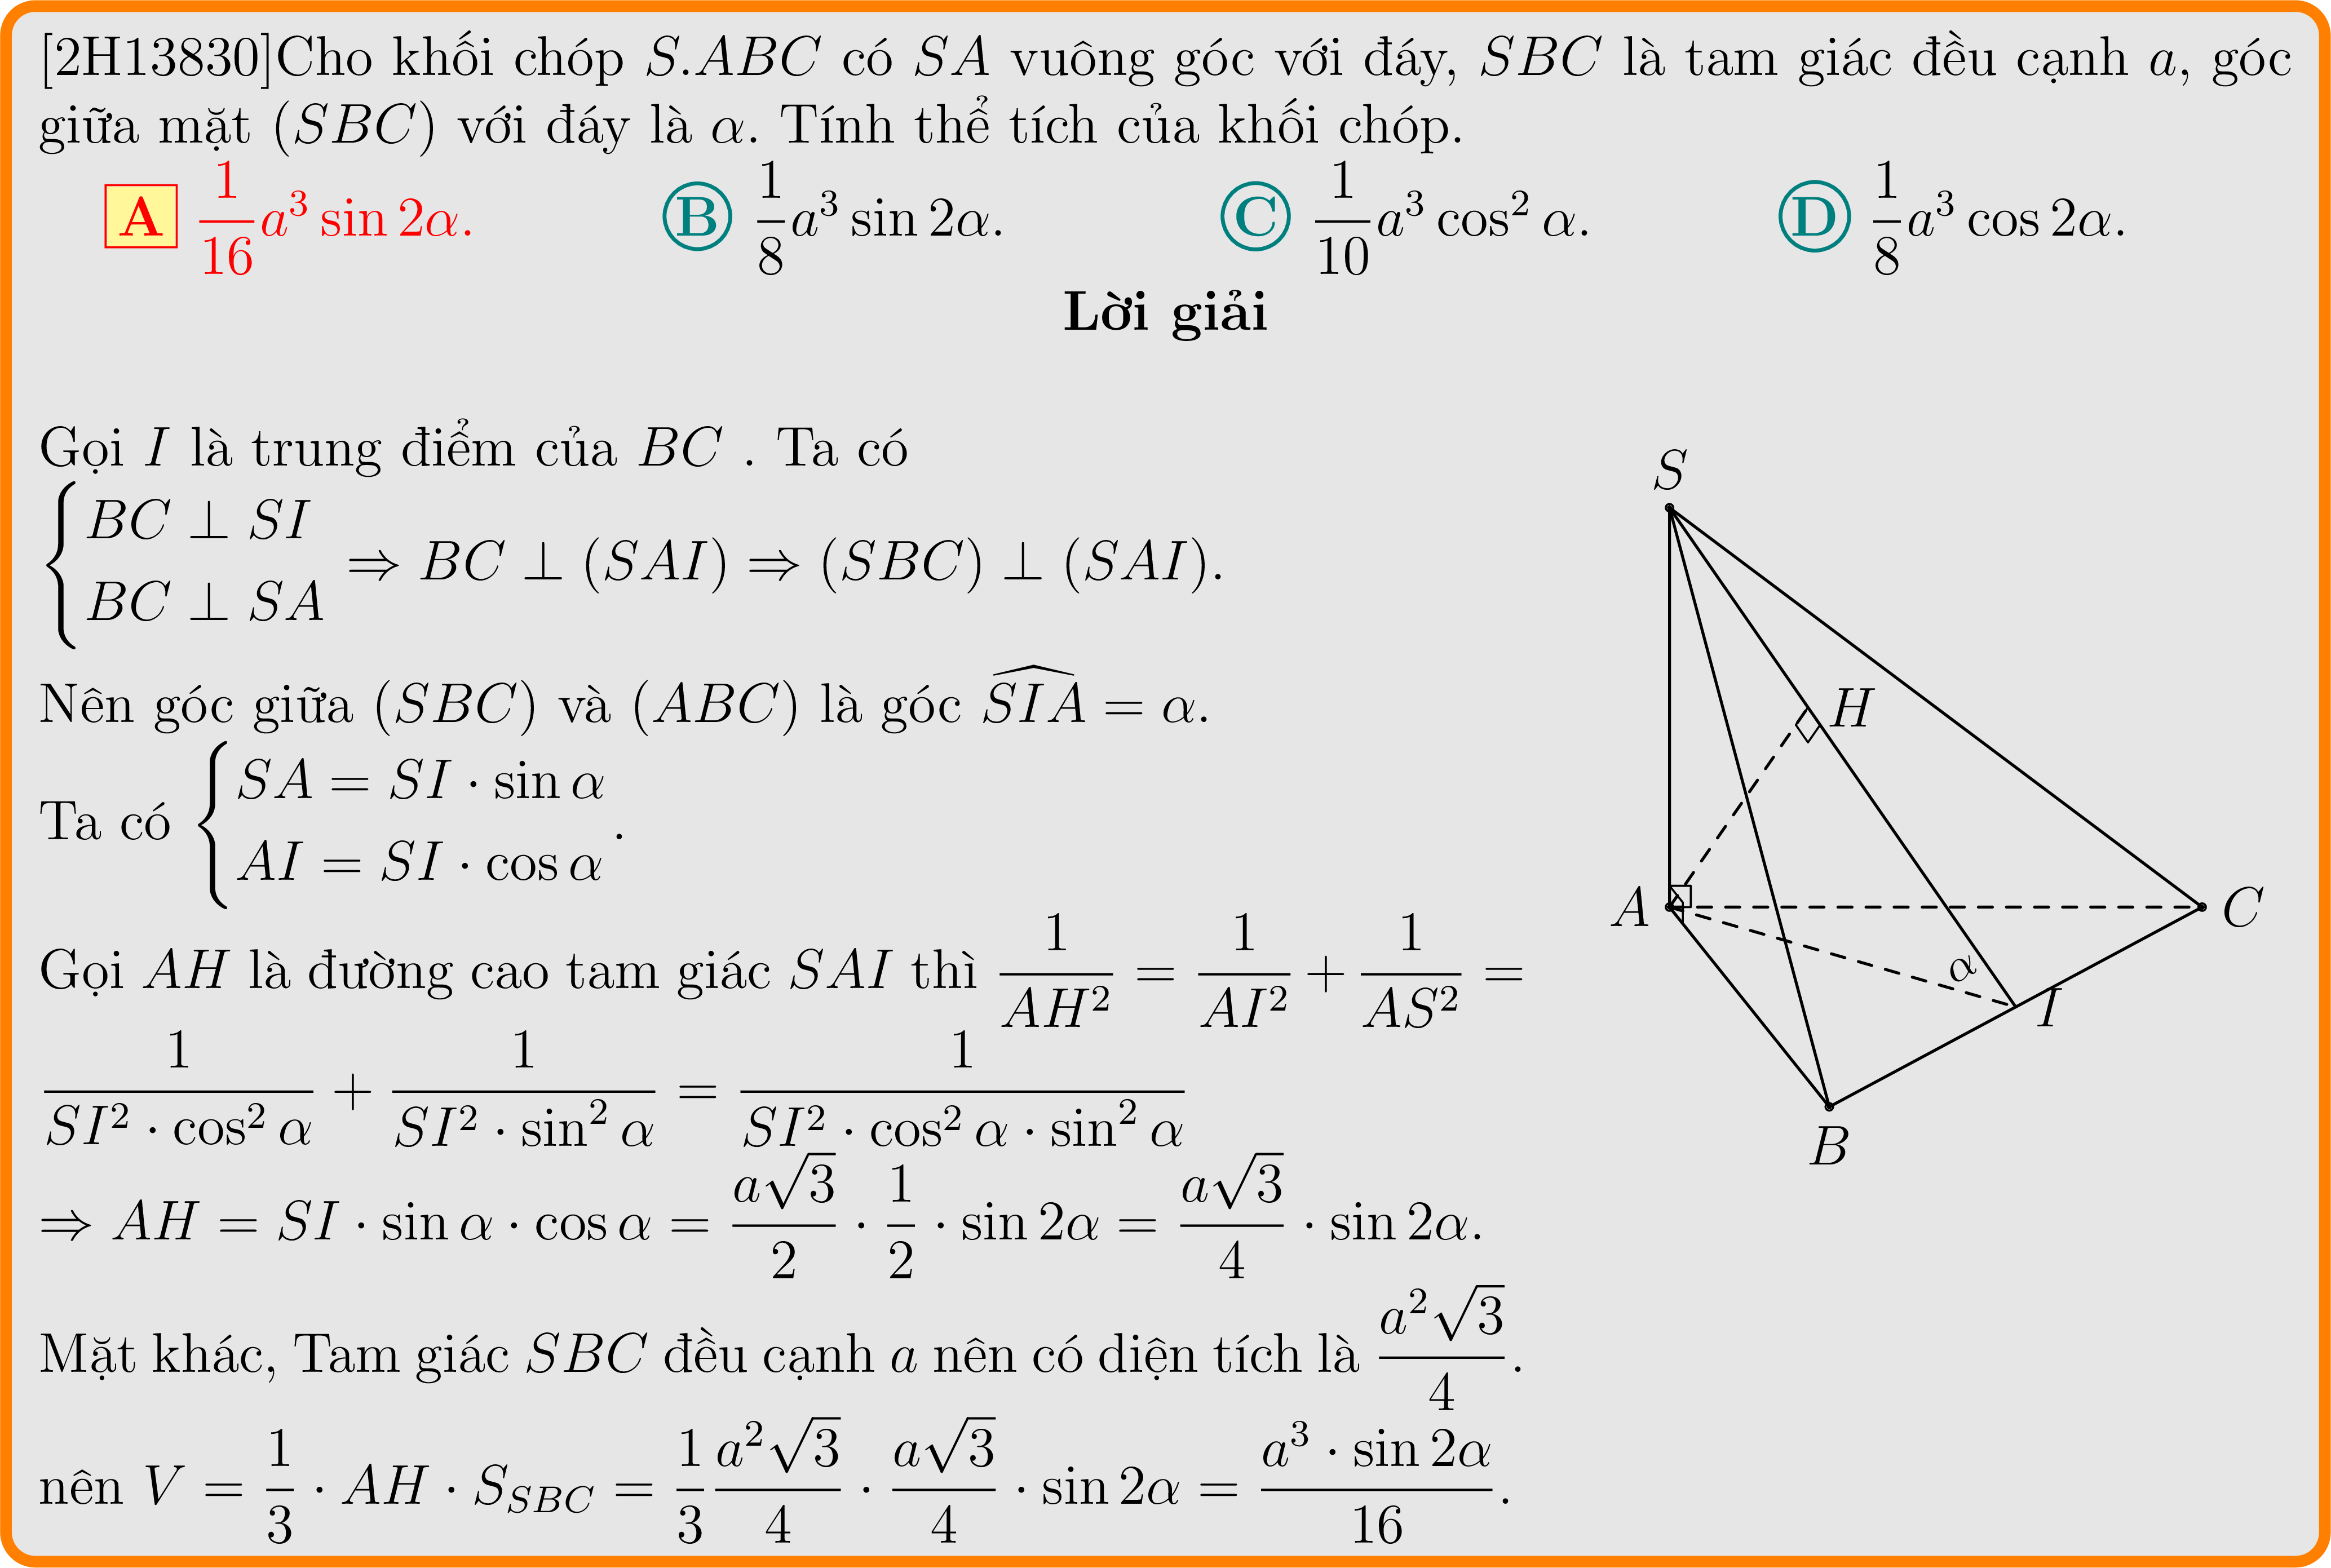 [2H13830]Cho khối chóp S.ABC có SA vuông góc với đáy, SBC là tam giác đều cạnh a, góc
giữa mặt (SBC) với đáy là α. Tính thể tích của khối chóp.
A $\frac{1}{16}a^3 \sin 2\alpha$. B $\frac{1}{8}a^3 \sin 2\alpha$. C $\frac{1}{10}a^3 \cos^2 \alpha$. D $\frac{1}{8}a^3 \cos 2\alpha$.
Lời giải
Gọi I là trung điểm của BC . Ta có
$\begin{cases} BC \perp SI \\ BC \perp SA \end{cases} \Rightarrow BC \perp (SAI) \Rightarrow (SBC) \perp (SAI)$.
Nên góc giữa (SBC) và (ABC) là góc $\widehat{SIA} = \alpha$.
Ta có $\begin{cases} SA = SI \cdot \sin \alpha \\ AI = SI \cdot \cos \alpha \end{cases}$.
Gọi AH là đường cao tam giác SAI thì $\frac{1}{AH^2} = \frac{1}{AI^2} + \frac{1}{AS^2} =$
$\frac{1}{SI^2 \cdot \cos^2 \alpha} + \frac{1}{SI^2 \cdot \sin^2 \alpha} = \frac{1}{SI^2 \cdot \cos^2 \alpha \cdot \sin^2 \alpha}$
$\Rightarrow AH = SI \cdot \sin \alpha \cdot \cos \alpha = \frac{a\sqrt{3}}{2} \cdot \frac{1}{2} \cdot \sin 2\alpha = \frac{a\sqrt{3}}{4} \cdot \sin 2\alpha$.
Mặt khác, Tam giác SBC đều cạnh a nên có diện tích là $\frac{a^2\sqrt{3}}{4}$.
nên $V = \frac{1}{3} \cdot AH \cdot S_{SBC} = \frac{1}{3}\frac{a^2\sqrt{3}}{4} \cdot \frac{a\sqrt{3}}{4} \cdot \sin 2\alpha = \frac{a^3 \cdot \sin 2\alpha}{16}$.
S
H
A
C
α
I
B